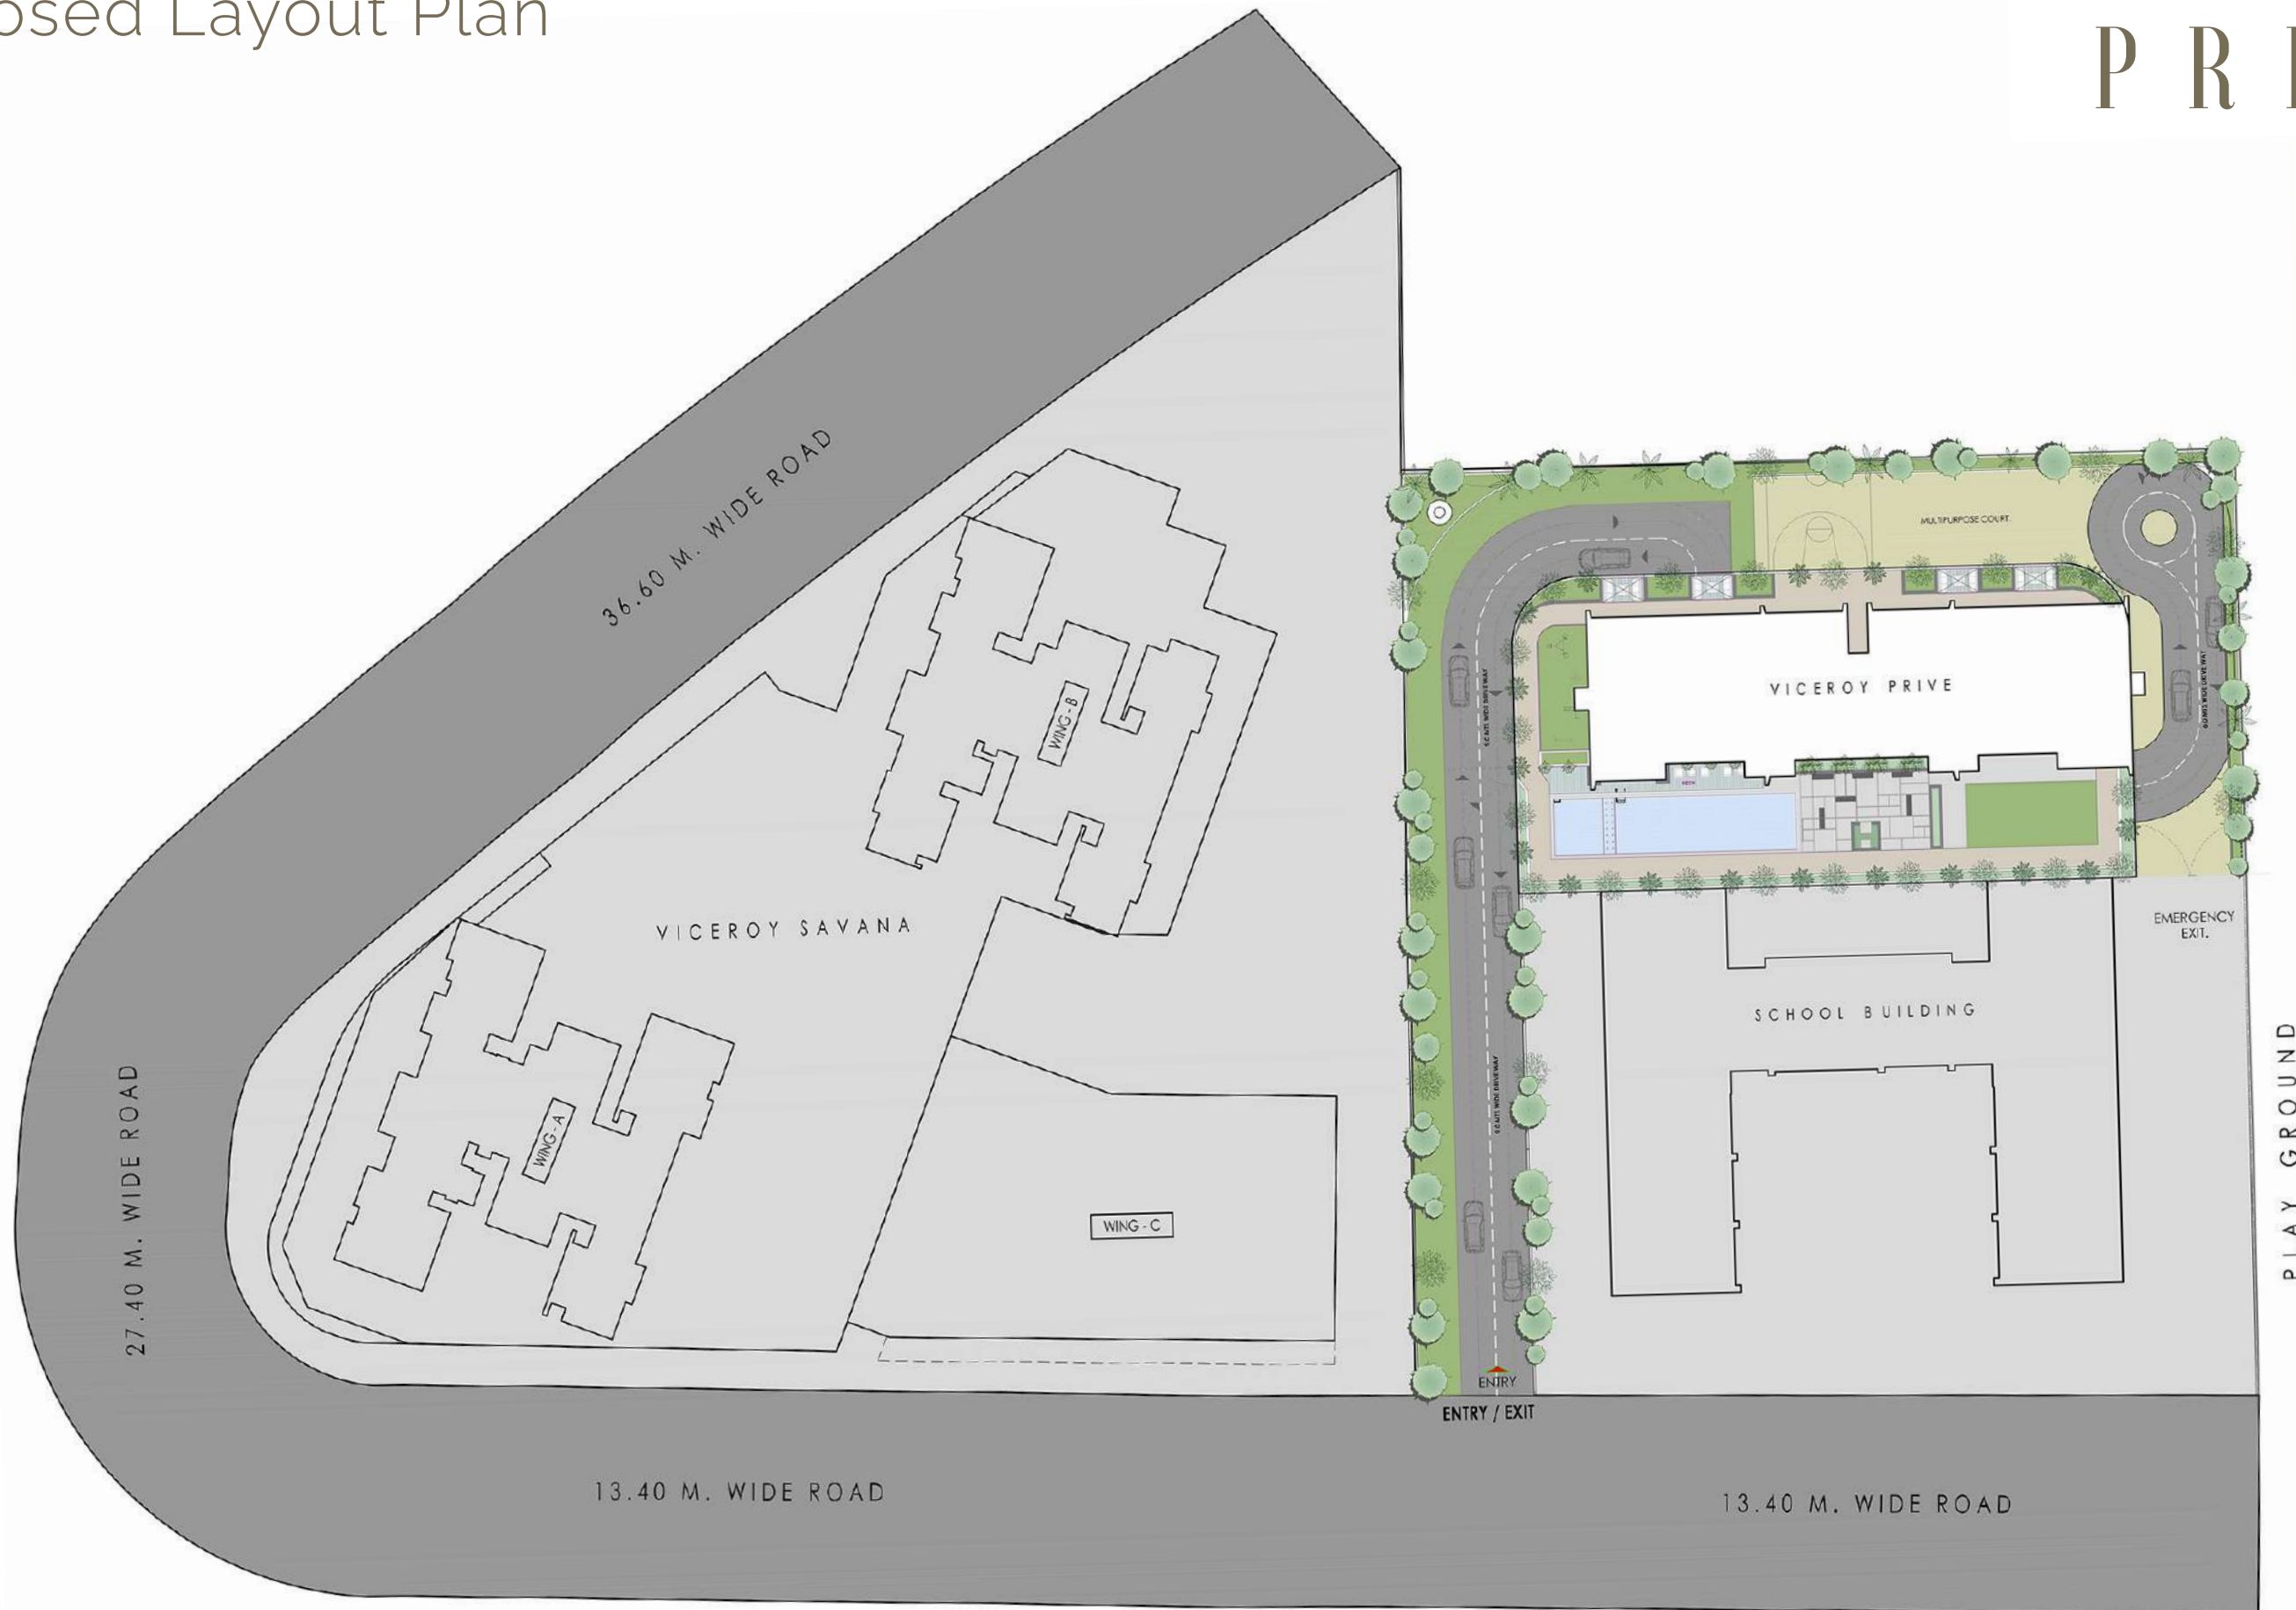 osed Layout Plan
P R
36.60 M. WIDE ROAD
MULTIPURPOSE COURT.
VICEROY PRIVE
WING - B
VICEROY SAVANA
EMERGENCY
EXIT.
SCHOOL BUILDING
PLAY GROUND
27.40 M. WIDE ROAD
WING - A
WING - C
ENTRY
ENTRY / EXIT
13.40 M. WIDE ROAD
13.40 M. WIDE ROAD